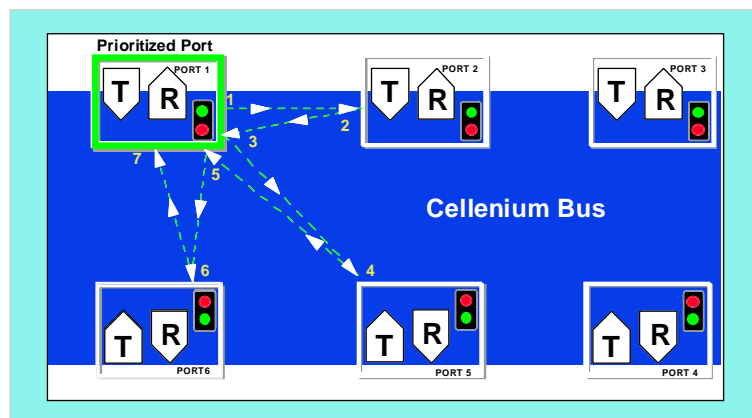 Prioritized Port
PORT 1
T R
1
2
3
7
5
PORT 2
T R
PORT 3
T R
Cellenium Bus
6
4
T R
PORT6
T R
PORT 5
T R
PORT 4